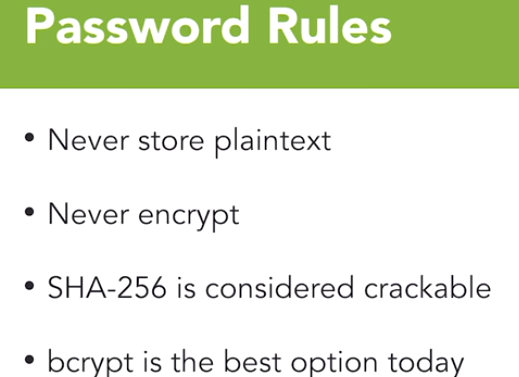 Password Rules
• Never store plaintext
• Never encrypt
• SHA-256 is considered crackable
• bcrypt is the best option today